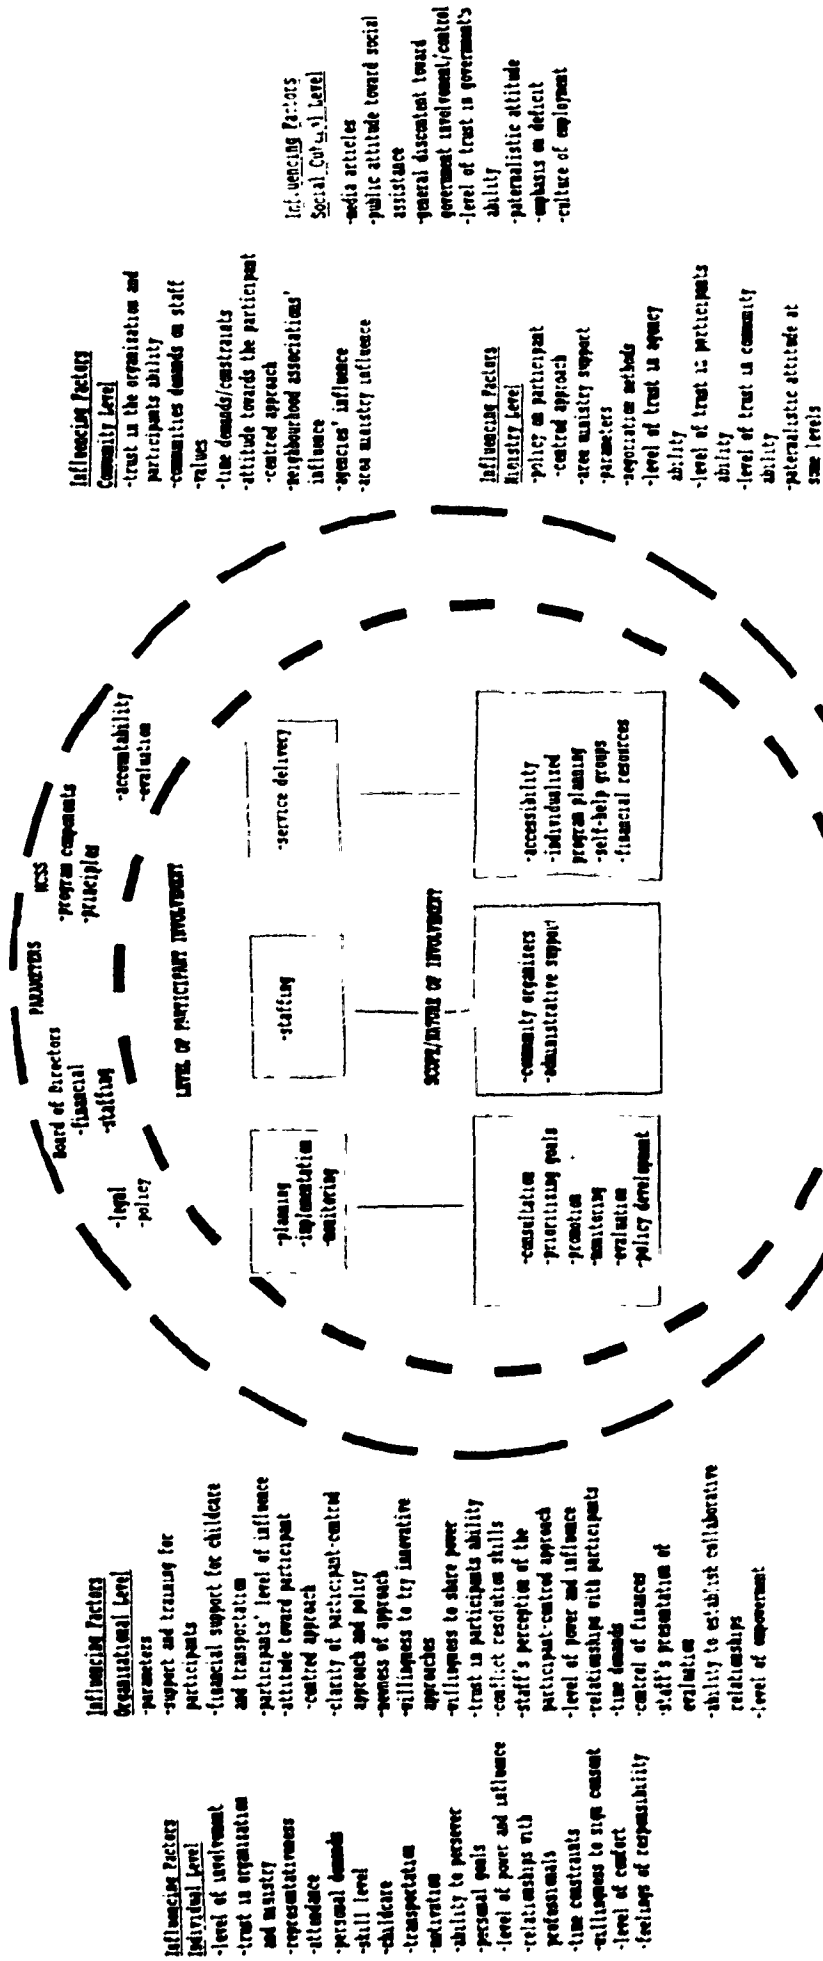 Influencing Factors
Individual Level
-level of involvement
-trust in organisation
and ministry
-representativeness
-attendance
-personal demands
-skill level
-childcare
-transportation
-motivation
-ability to persever
-personal goals
-level of power and influence
-relationships with
professionals
-time constraints
-willingness to sign consent
-level of comfort
-feelings of responsibility
Influencing Factors
Organisational Level
-parameters
-support and training for
participants
-financial support for childcare
and transportation
-participants' level of influence
-attitude toward participant
-centred approach
-clarity of participant-centred
approach and policy
-newness of approach
-willingness to try innovative
approaches
-willingness to share power
-trust in participants ability
-conflict resolution skills
-staff's perception of the
participant-centred approach
-level of power and influence
-relationships with participants
-time demands
-control of finances
-staff's presentation of
evaluation
-ability to establish collaborative
relationships
-level of empowerment
PARAMETERS
Board of Directors
-financial
-staffing
-legal
-policy
-program components
-principles
-accountability
-evaluation
LEVEL OF PARTICIPANT INVOLVEMENT
-planning
-implementation
-monitoring
-staffing
-service delivery
SCOPE/NATURE OF INVOLVEMENT
-consultation
-prioritizing goals
-promotion
-monitoring
-evaluation
-policy development
-community organisers
-administrative support
-accessibility
-individualized
program planning
-self-help groups
-financial resources
Influencing Factors
Community Level
-trust in the organisation and
participants ability
-communities demands on staff
-values
-time demands/constraints
-attitude towards the participant
-centred approach
-neighbourhood associations'
influence
-agencies' influence
-area ministry influence
Influencing Factors
Ministry Level
-policy on participant
-centred approach
-area ministry support
-parameters
-negotiation methods
-level of trust in agency
ability
-level of trust in participants
ability
-level of trust in community
ability
-paternalistic attitude at
some levels
Influencing Factors
Social Level
-media articles
-public attitude toward social
assistance
-general discontent toward
government involvement/control
-level of trust in government's
ability
-paternalistic attitude
-emphasis on deficit
-culture of employment